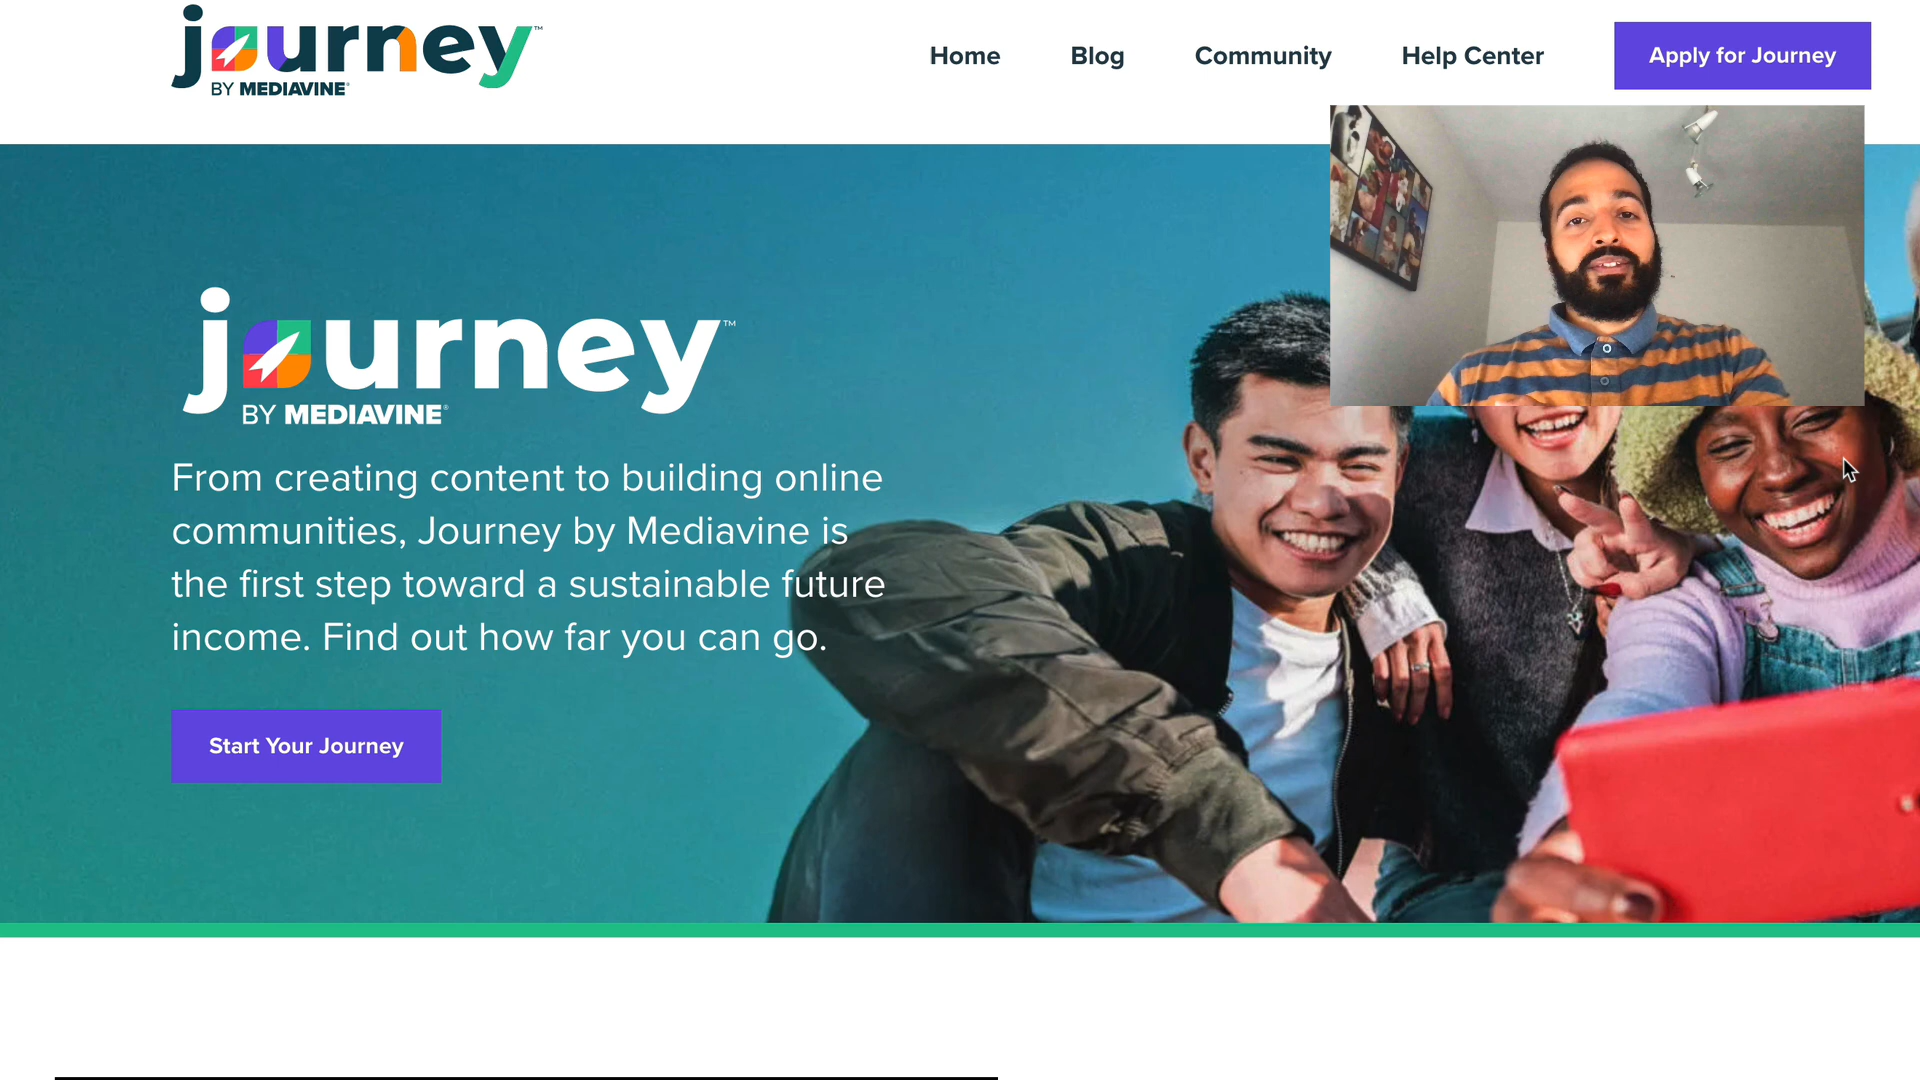 journey™
BY MEDIAVINE®
Home
Blog
Community
Help Center
Apply for Journey
journey™
BY MEDIAVINE®
From creating content to building online
communities, Journey by Mediavine is
the first step toward a sustainable future
income. Find out how far you can go.
Start Your Journey